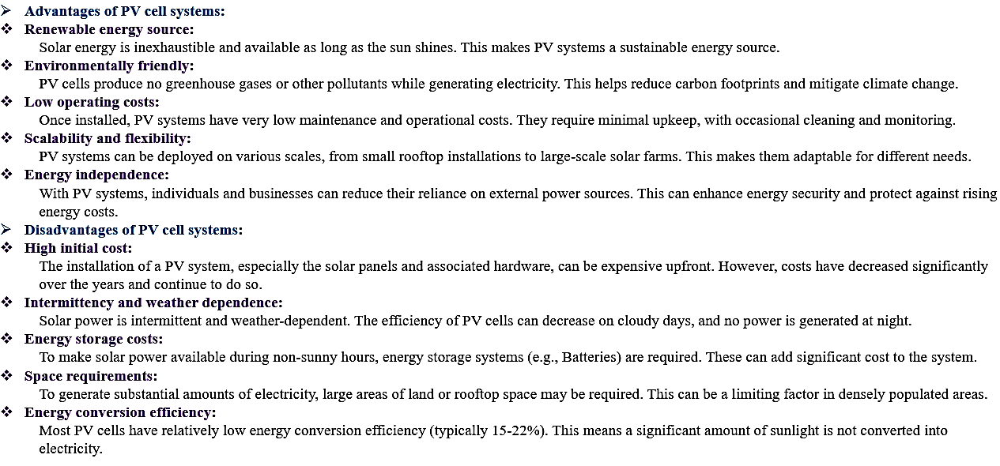 ➢ Advantages of PV cell systems:
❖ Renewable energy source:
Solar energy is inexhaustible and available as long as the sun shines. This makes PV systems a sustainable energy source.
❖ Environmentally friendly:
PV cells produce no greenhouse gases or other pollutants while generating electricity. This helps reduce carbon footprints and mitigate climate change.
❖ Low operating costs:
Once installed, PV systems have very low maintenance and operational costs. They require minimal upkeep, with occasional cleaning and monitoring.
❖ Scalability and flexibility:
PV systems can be deployed on various scales, from small rooftop installations to large-scale solar farms. This makes them adaptable for different needs.
❖ Energy independence:
With PV systems, individuals and businesses can reduce their reliance on external power sources. This can enhance energy security and protect against rising
energy costs.
➢ Disadvantages of PV cell systems:
❖ High initial cost:
The installation of a PV system, especially the solar panels and associated hardware, can be expensive upfront. However, costs have decreased significantly
over the years and continue to do so.
❖ Intermittency and weather dependence:
Solar power is intermittent and weather-dependent. The efficiency of PV cells can decrease on cloudy days, and no power is generated at night.
❖ Energy storage costs:
To make solar power available during non-sunny hours, energy storage systems (e.g., Batteries) are required. These can add significant cost to the system.
❖ Space requirements:
To generate substantial amounts of electricity, large areas of land or rooftop space may be required. This can be a limiting factor in densely populated areas.
❖ Energy conversion efficiency:
Most PV cells have relatively low energy conversion efficiency (typically 15-22%). This means a significant amount of sunlight is not converted into
electricity.